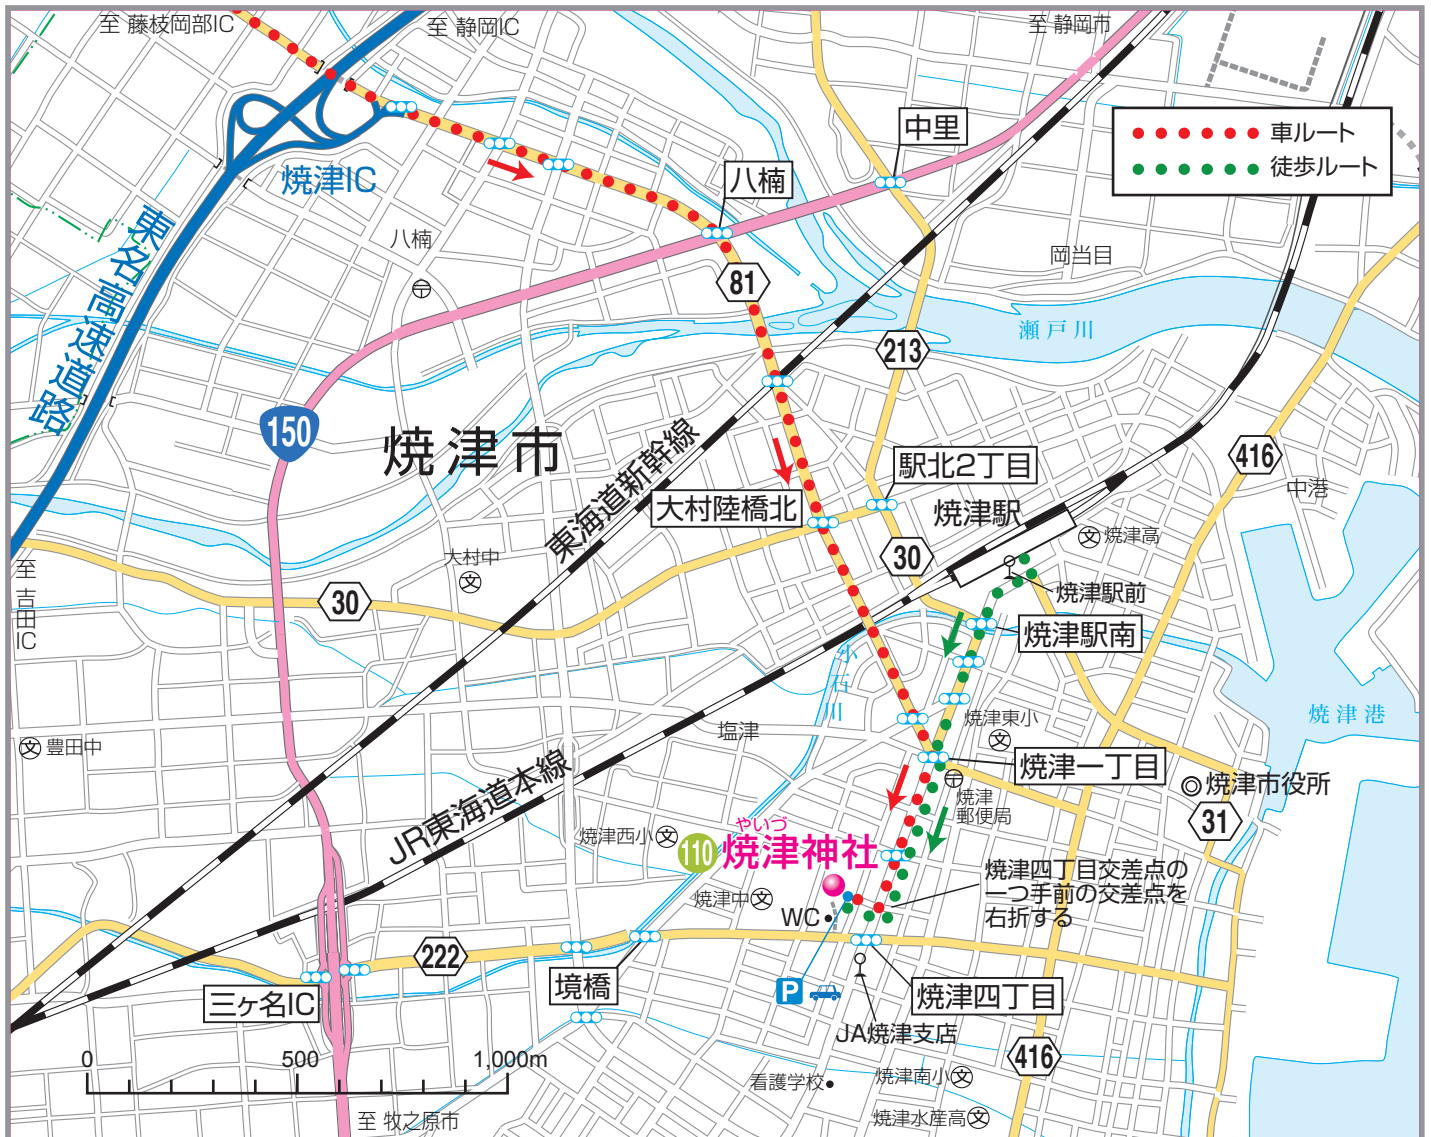 至 藤枝岡部IC
至 静岡IC
至 静岡市
車ルート
徒歩ルート
中里
焼津IC
八楠
東名高速道路
八楠
岡当目
81
瀬戸川
213
150
焼津市
416
東海道新幹線
駅北2丁目
中港
大村陸橋北
焼津駅
焼津高
大村中
30
至 吉田IC
30
焼津駅前
焼津駅南
小石川
焼津港
塩津
焼津東小
豊田中
JR東海道本線
焼津一丁目
焼津市役所
焼津
郵便局
31
やいづ
焼津西小
110
焼津神社
焼津四丁目交差点の
一つ手前の交差点を
右折する
焼津中
WC
222
境橋
P
焼津四丁目
三ヶ名IC
JA焼津支店
416
0
500
1,000m
看護学校
焼津南小
至 牧之原市
焼津水産高